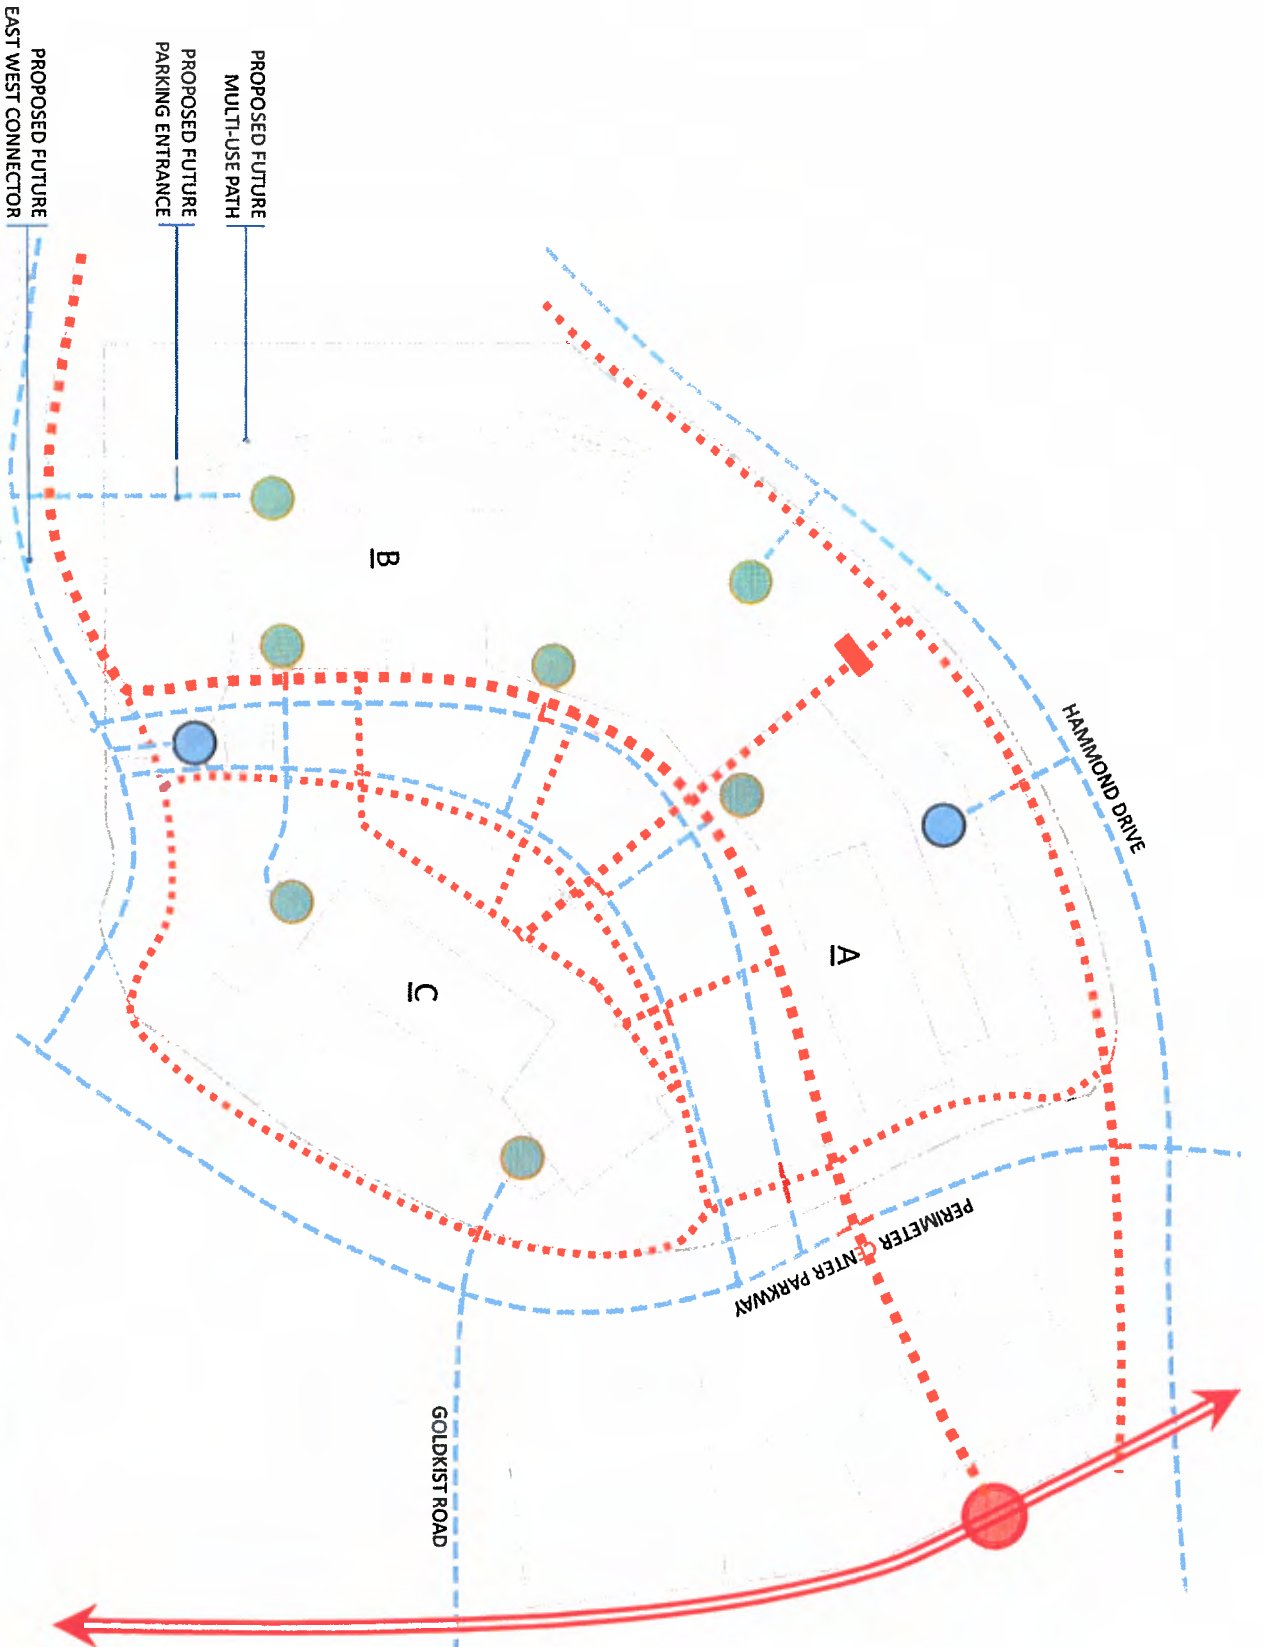 PROPOSED FUTURE
MULTI-USE PATH
PROPOSED FUTURE
PARKING ENTRANCE
PROPOSED FUTURE
EAST WEST CONNECTOR
HAMMOND DRIVE
B
A
C
PERIMETER CENTER PARKWAY
GOLDKIST ROAD